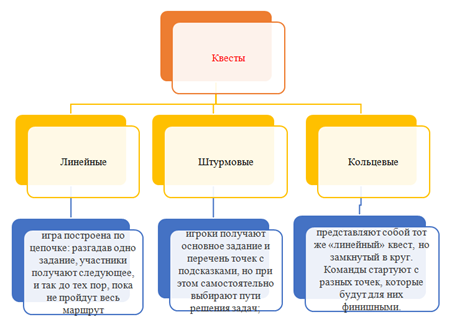 Квесты
Линейные
Штурмовые
Кольцевые
игра построена по
цепочке: разгадав одно
задание, участники
получают следующее,
и так до тех пор, пока
не пройдут весь
маршрут
игроки получают
основное задание и
перечень точек с
подсказками, но при
этом самостоятельно
выбирают пути
решения задач;
представляют собой тот
же «линейный» квест, но
замкнутый в круг.
Команды стартуют с
разных точек, которые
будут для них
финишными.